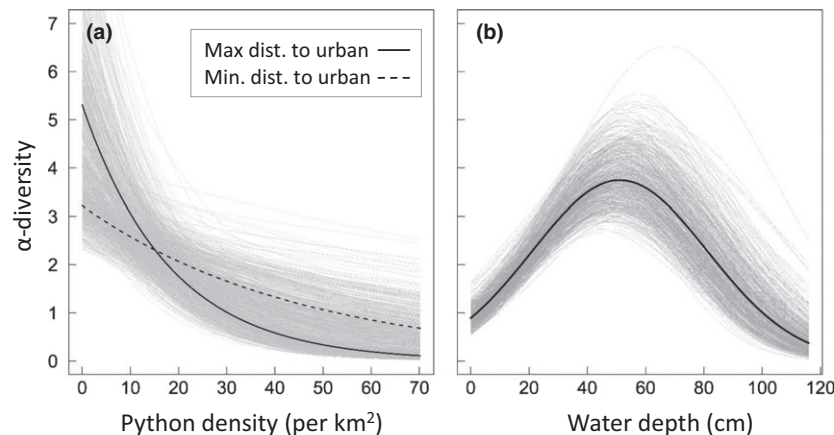 (a)
Max dist. to urban
Min. dist. to urban
(b)
α-diversity
7
6
5
4
3
2
1
0
0 10 20 30 40 50 60 70
0 20 40 60 80 100 120
Python density (per km²)
Water depth (cm)